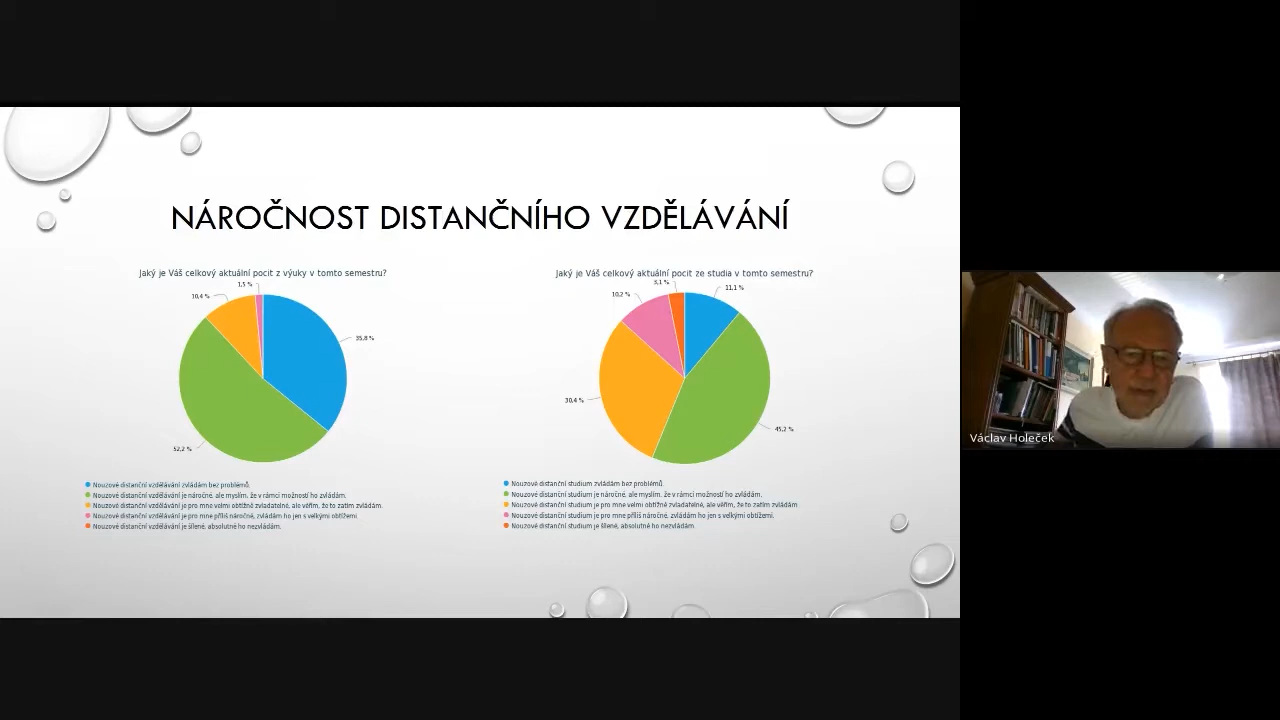 NÁROČNOST DISTANČNÍHO VZDĚLÁVÁNÍ
Jaký je Váš celkový aktuální pocit z výuky v tomto semestru?
1,5 %
10,4 %
35,8 %
52,2 %
Nouzové distanční vzdělávání zvládám bez problémů.
Nouzové distanční vzdělávání je náročné, ale myslím, že v rámci možností ho zvládám.
Nouzové distanční vzdělávání je pro mne velmi obtížně zvladatelné, ale věřím, že to zatím zvládám.
Nouzové distanční vzdělávání je pro mne příliš náročné, zvládám ho jen s velkými obtížemi.
Nouzové distanční vzdělávání je šílené, absolutně ho nezvládám.
Jaký je Váš celkový aktuální pocit ze studia v tomto semestru?
3,1 %
10,2 %
11,1 %
30,4 %
45,2 %
Nouzové distanční studium zvládám bez problémů.
Nouzové distanční studium je náročné, ale myslím, že v rámci možností ho zvládám.
Nouzové distanční studium je pro mne velmi obtížně zvladatelné, ale věřím, že to zatím zvládám.
Nouzové distanční studium je pro mne příliš náročné, zvládám ho jen s velkými obtížemi.
Nouzové distanční studium je šílené, absolutně ho nezvládám.
Václav Holeček